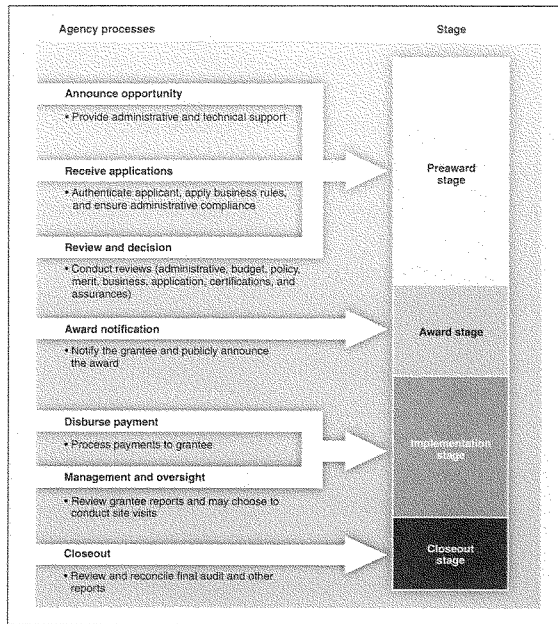 Agency processes
Stage
Announce opportunity
• Provide administrative and technical support
Receive applications
• Authenticate applicant, apply business rules,
and ensure administrative compliance
Review and decision
• Conduct reviews (administrative, budget, policy,
merit, business, application, certifications, and
assurances)
Preaward
stage
Award notification
• Notify the grantee and publicly announce
the award
Award stage
Disburse payment
• Process payments to grantee
Management and oversight
• Review grantee reports and may choose to
conduct site visits
Implementation
stage
Closeout
• Review and reconcile final audit and other
reports
Closeout
stage